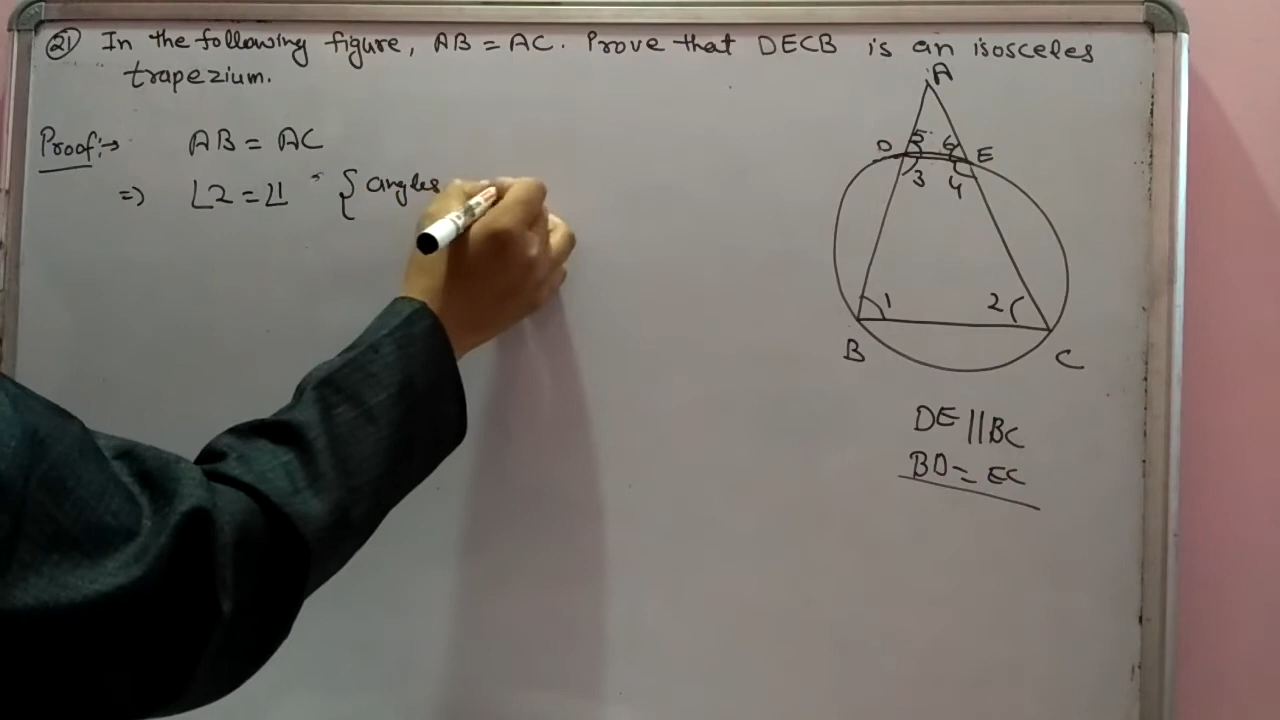 (21) In the following figure, AB = AC. Prove that DECB is an isosceles
trapezium.
Proof:→ AB = AC
=> ∠2 = ∠1 { angles
A
D 5 6 E
3 4
1 2
B C
DE || BC
BD = EC